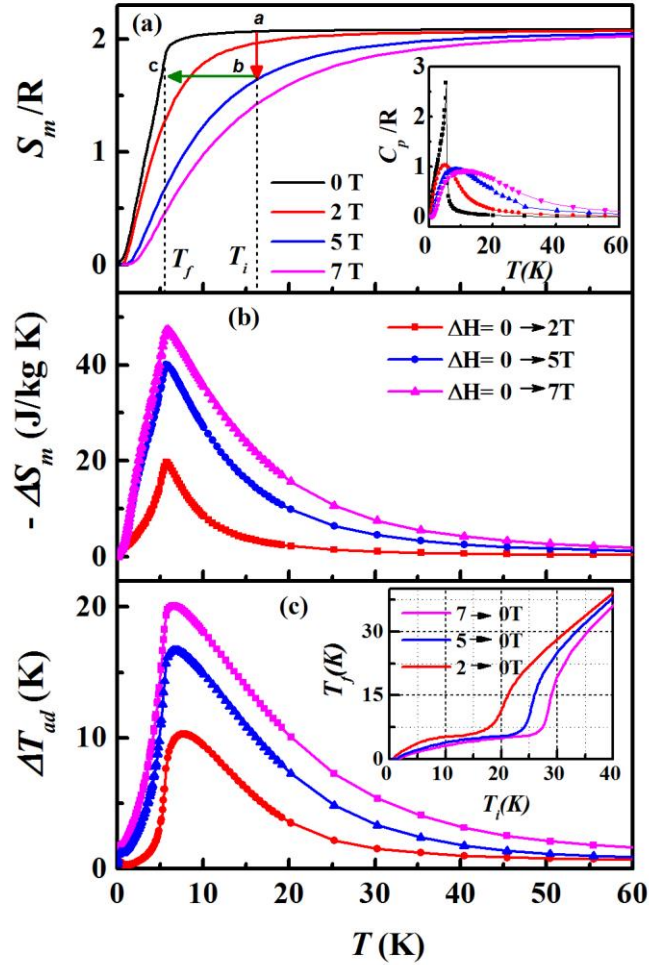 (a)
a
b
c
S_m/R
2
1
0
T_f
T_i
0 T
2 T
5 T
7 T
C_p/R
3
2
1
0
0 20 40 60
T(K)
(b)
- ΔS_m (J/kg K)
40
20
0
ΔH= 0 →2T
ΔH= 0 →5T
ΔH= 0 →7T
(c)
ΔT_ad (K)
20
10
0
T_f(K)
30
15
0
7 → 0T
5 → 0T
2 → 0T
0 10 20 30 40
T_i(K)
0 10 20 30 40 50 60
T (K)